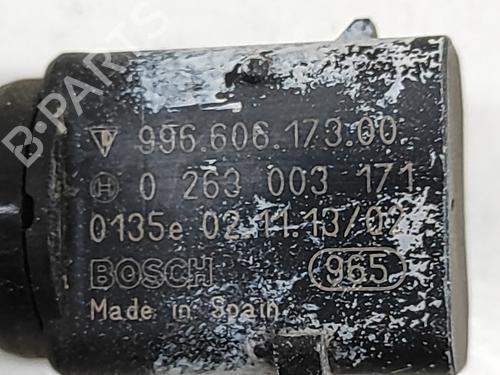 996.606.173.00
0 263 003 171
0135e 02.11.13/02
BOSCH 965
Made in Spain
B-PARTS